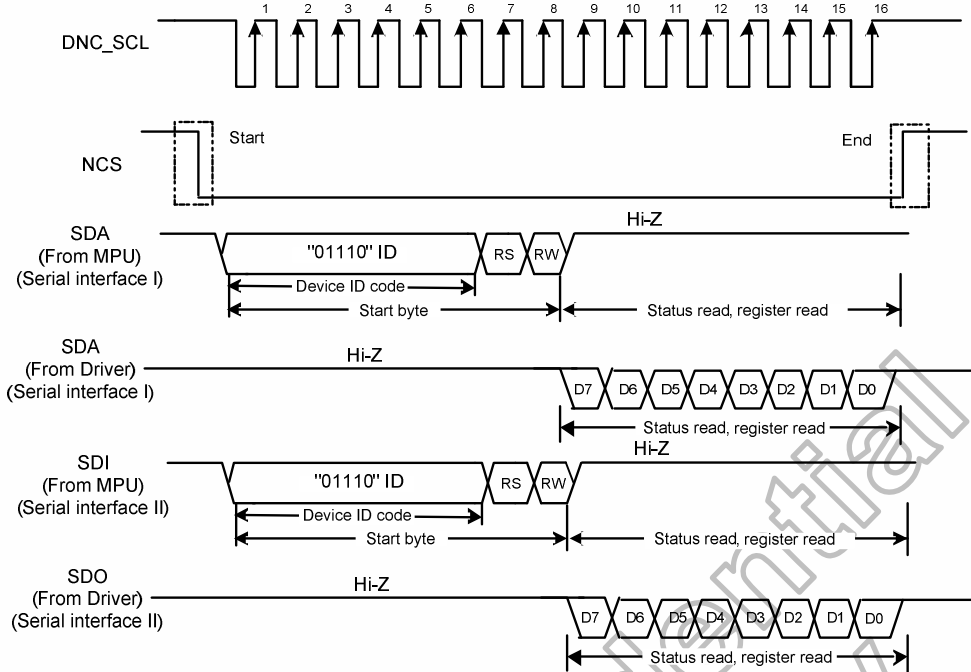 1 2 3 4 5 6 7 8 9 10 11 12 13 14 15 16
DNC_SCL
Start
End
NCS
Hi-Z
SDA
(From MPU)
(Serial interface I)
"01110" ID
RS
RW
Device ID code
Start byte
Status read, register read
SDA
(From Driver)
(Serial interface I)
Hi-Z
D7 D6 D5 D4 D3 D2 D1 D0
Status read, register read
Hi-Z
SDI
(From MPU)
(Serial interface II)
"01110" ID
RS
RW
Device ID code
Start byte
Status read, register read
SDO
(From Driver)
(Serial interface II)
Hi-Z
D7 D6 D5 D4 D3 D2 D1 D0
Status read, register read